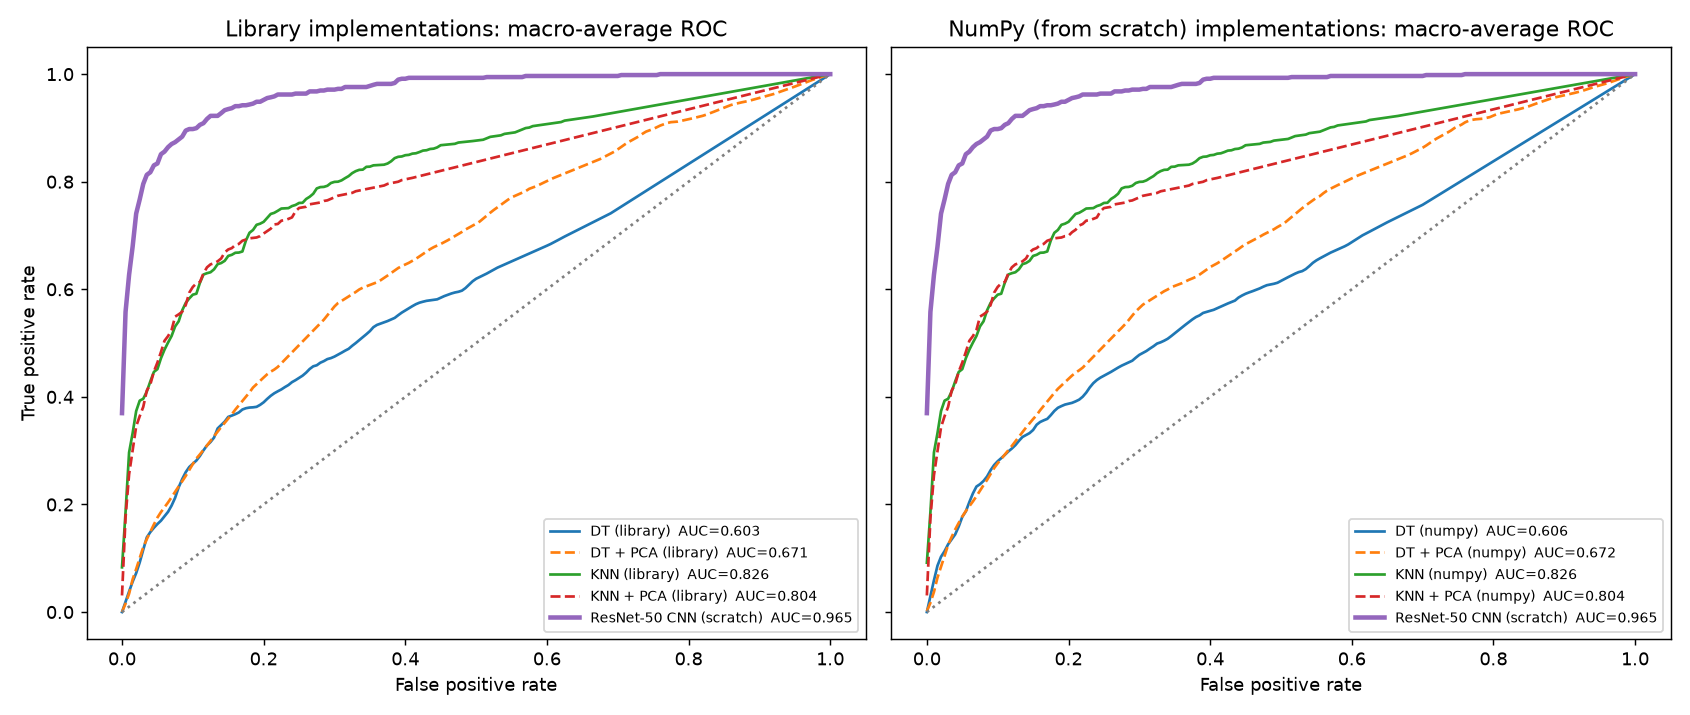 Library implementations: macro-average ROC
True positive rate
1.0
0.8
0.6
0.4
0.2
0.0
DT (library) AUC=0.603
DT + PCA (library) AUC=0.671
KNN (library) AUC=0.826
KNN + PCA (library) AUC=0.804
ResNet-50 CNN (scratch) AUC=0.965
0.0 0.2 0.4 0.6 0.8 1.0
False positive rate
NumPy (from scratch) implementations: macro-average ROC
DT (numpy) AUC=0.606
DT + PCA (numpy) AUC=0.672
KNN (numpy) AUC=0.826
KNN + PCA (numpy) AUC=0.804
ResNet-50 CNN (scratch) AUC=0.965
0.0 0.2 0.4 0.6 0.8 1.0
False positive rate